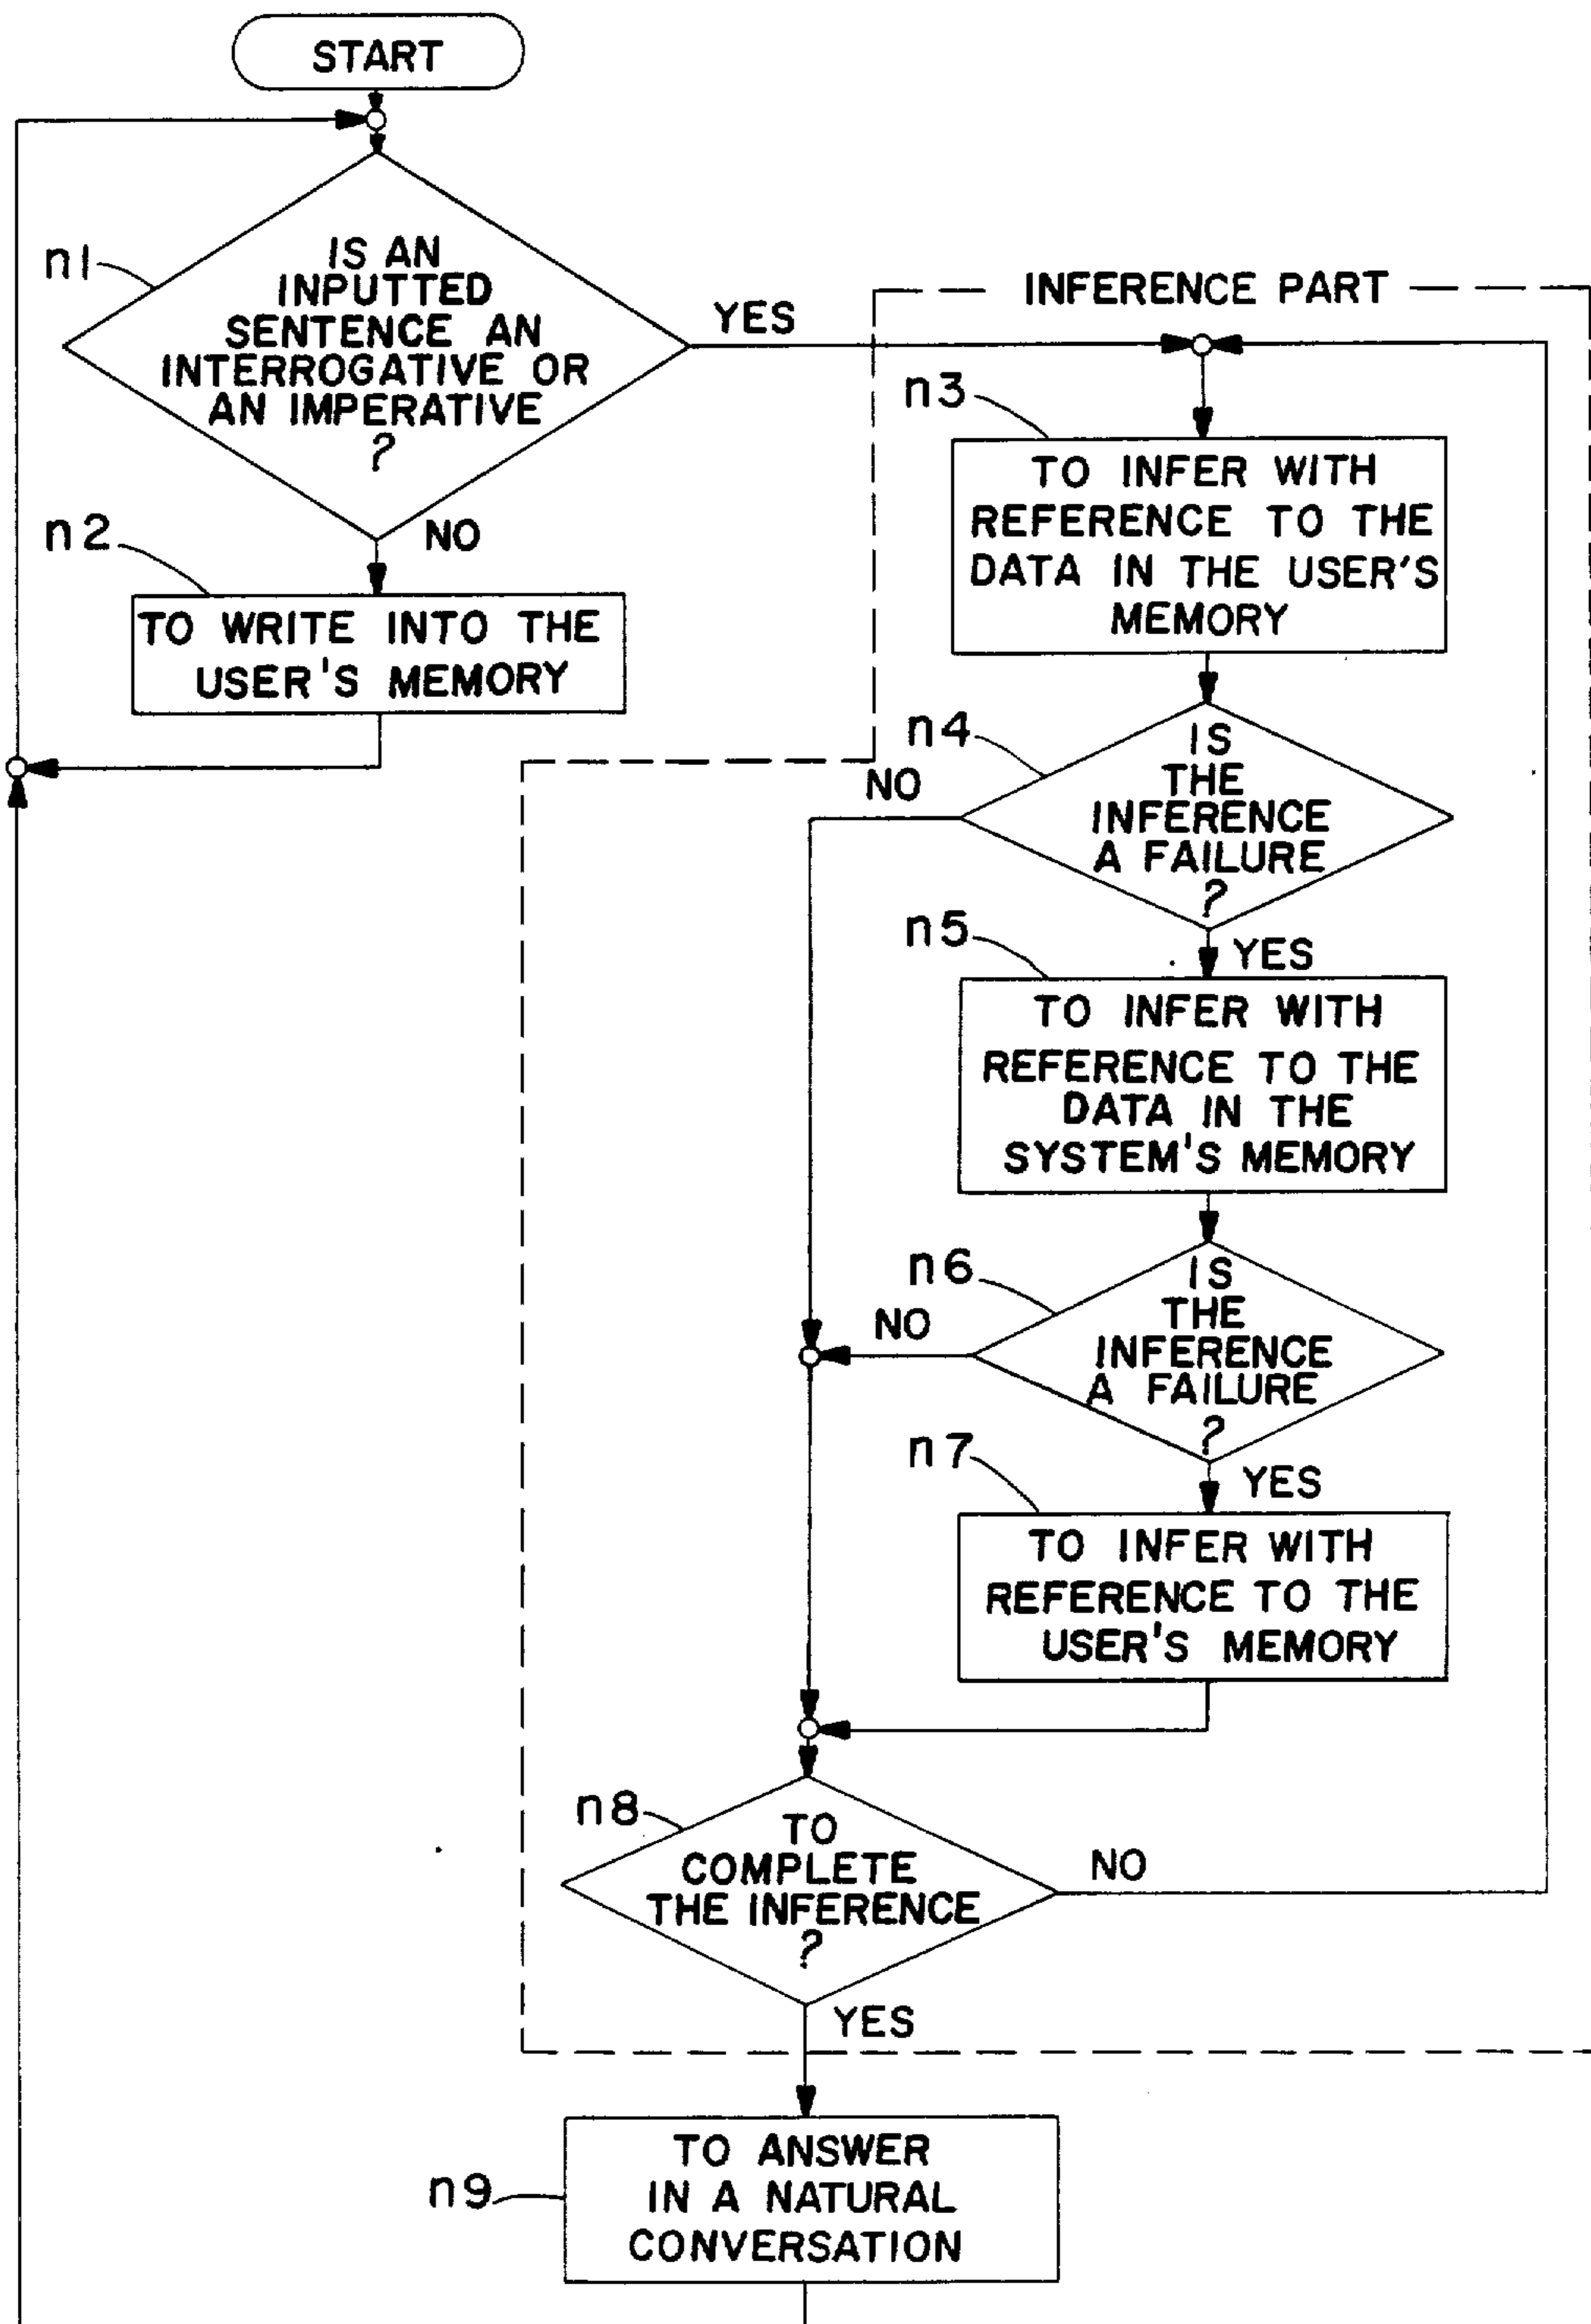 START
n1
IS AN
INPUTTED
SENTENCE AN
INTERROGATIVE OR
AN IMPERATIVE
?
YES
NO
n2
TO WRITE INTO THE
USER'S MEMORY
INFERENCE PART
n3
TO INFER WITH
REFERENCE TO THE
DATA IN THE USER'S
MEMORY
n4
IS
THE
INFERENCE
A FAILURE
?
NO
YES
n5
TO INFER WITH
REFERENCE TO THE
DATA IN THE
SYSTEM'S MEMORY
n6
IS
THE
INFERENCE
A FAILURE
?
NO
YES
n7
TO INFER WITH
REFERENCE TO THE
USER'S MEMORY
n8
TO
COMPLETE
THE INFERENCE
?
NO
YES
n9
TO ANSWER
IN A NATURAL
CONVERSATION